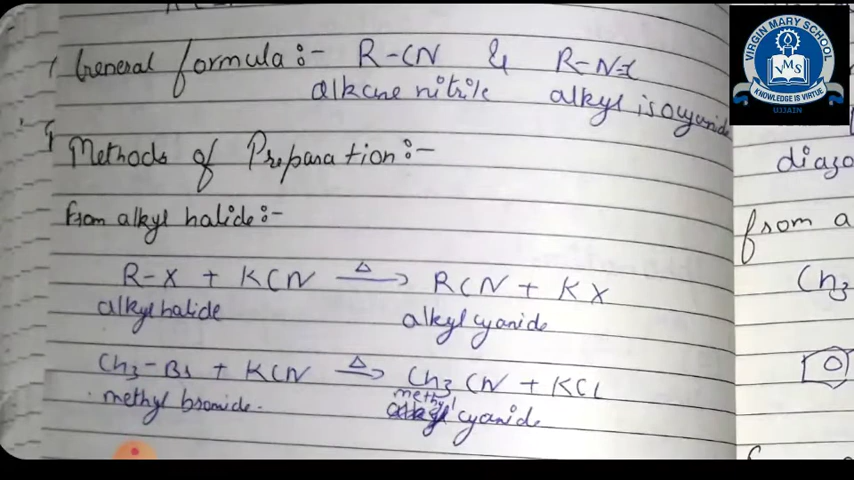 General formula :- R-CN & R-N≡C
alkane nitrile alkyl isocyanide
Methods of Preparation :-
from alkyl halide :-
R-X + KCN △→ RCN + KX
alkyl halide alkyl cyanide
CH3-Br + KCN △→ CH3CN + KCl
methyl bromide. methyl cyanide
diazo
from a
CH3
VIRGIN MARY SCHOOL
VMS
KNOWLEDGE IS VIRTUE
UJJAIN